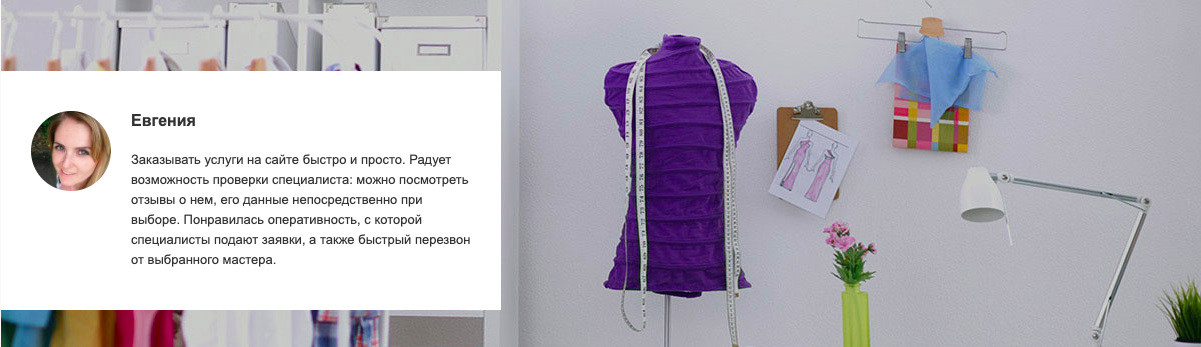 Евгения
Заказывать услуги на сайте быстро и просто. Радует
возможность проверки специалиста: можно посмотреть
отзывы о нем, его данные непосредственно при
выборе. Понравилась оперативность, с которой
специалисты подают заявки, а также быстрый перезвон
от выбранного мастера.